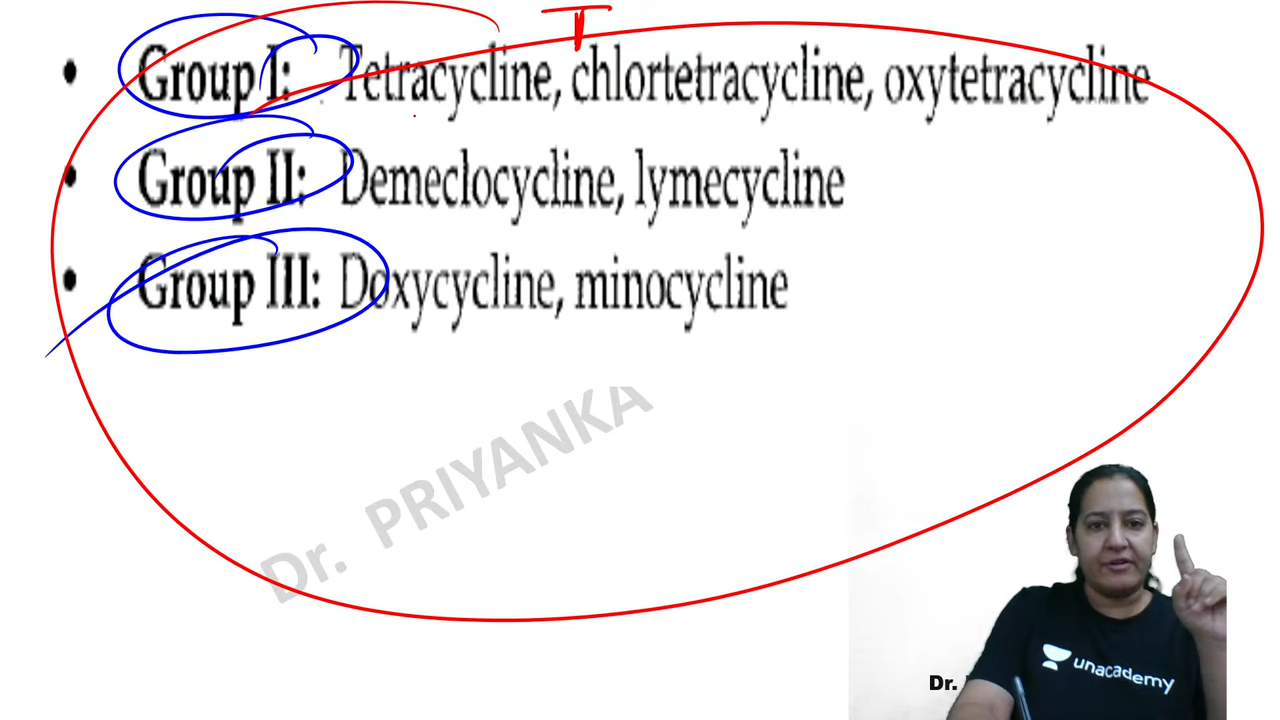 T
• Group I: Tetracycline, chlortetracycline, oxytetracycline
• Group II: Demeclocycline, lymecycline
• Group III: Doxycycline, minocycline
Dr. PRIYANKA
unacademy
Dr.